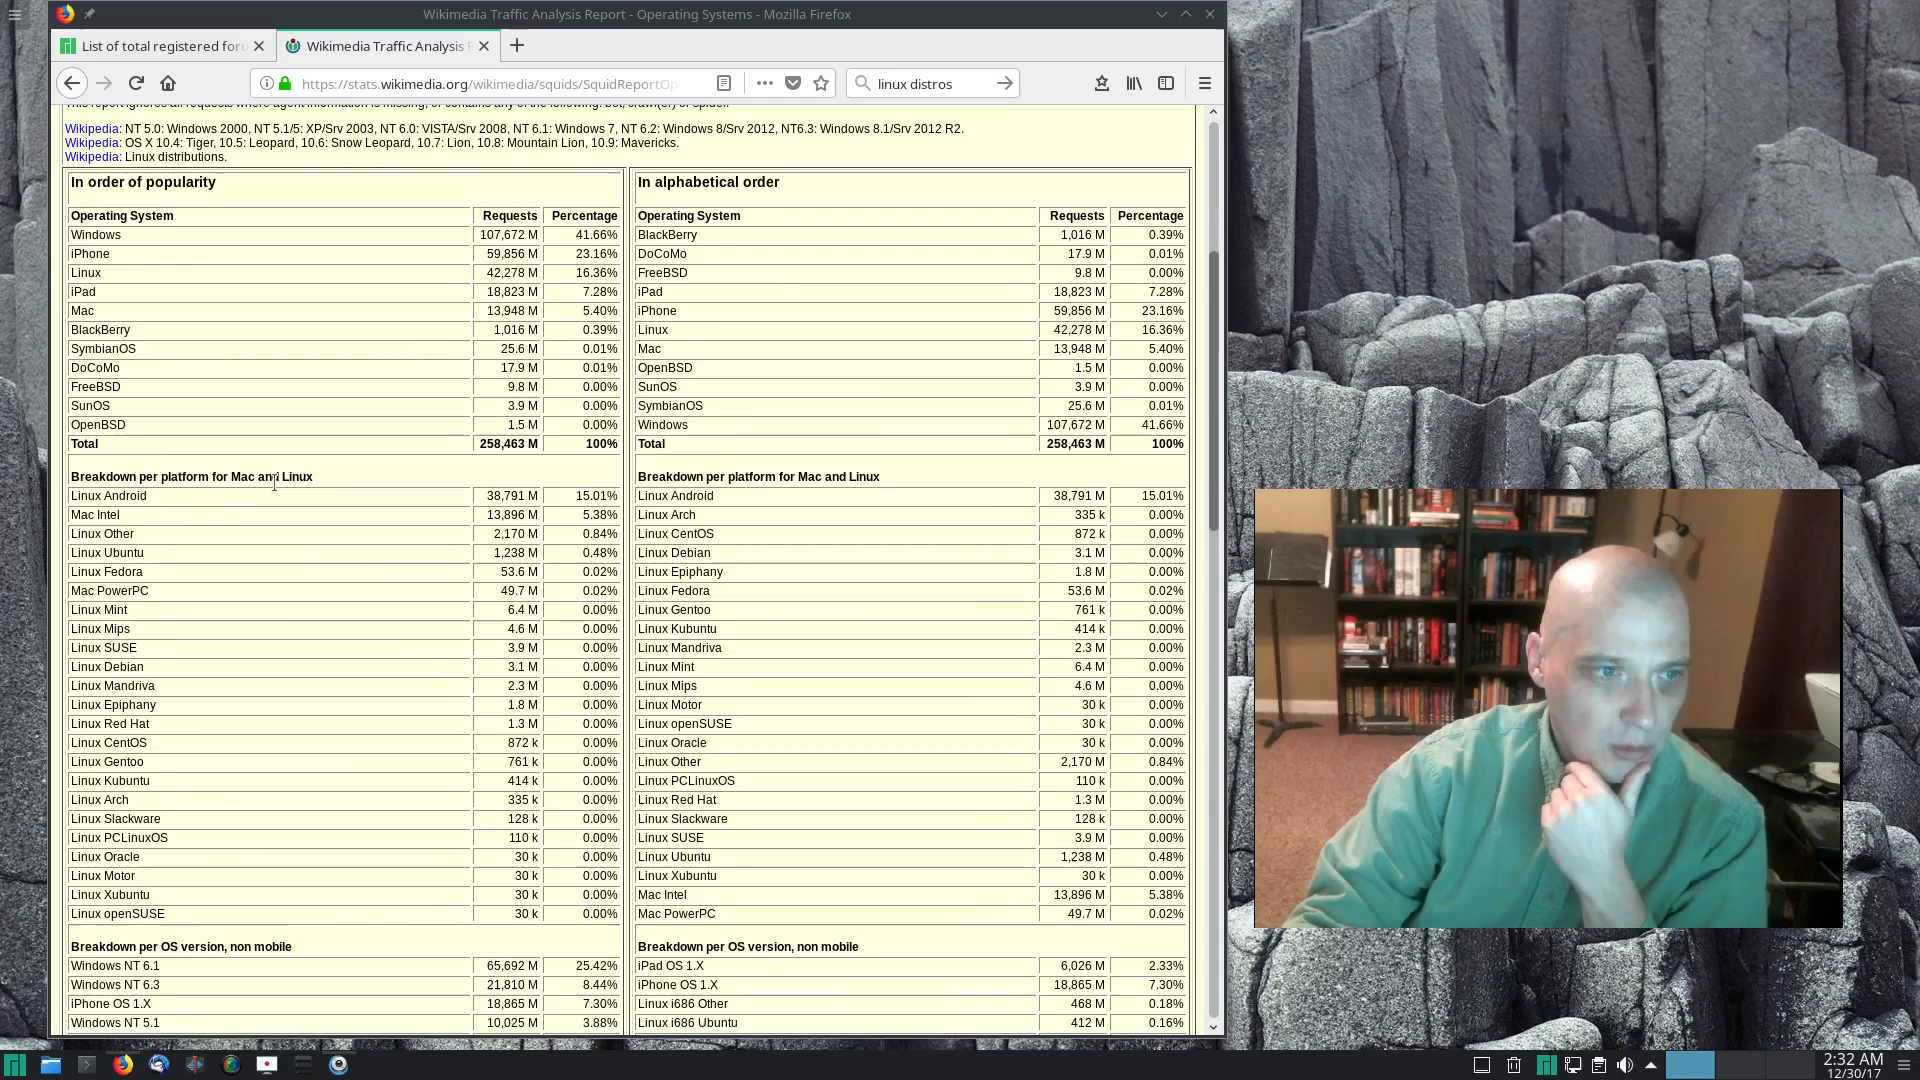 Wikimedia Traffic Analysis Report - Operating Systems - Mozilla Firefox
List of total registered foru
Wikimedia Traffic Analysis R
https://stats.wikimedia.org/wikimedia/squids/SquidReportOp
linux distros
This report ignores all requests where agent information is missing, or contains any of the following: bot, crawl(er) or spider.
Wikipedia: NT 5.0: Windows 2000, NT 5.1/5: XP/Srv 2003, NT 6.0: VISTA/Srv 2008, NT 6.1: Windows 7, NT 6.2: Windows 8/Srv 2012, NT6.3: Windows 8.1/Srv 2012 R2.
Wikipedia: OS X 10.4: Tiger, 10.5: Leopard, 10.6: Snow Leopard, 10.7: Lion, 10.8: Mountain Lion, 10.9: Mavericks.
Wikipedia: Linux distributions.
In order of popularity
Operating System Requests Percentage
Windows 107,672 M 41.66%
iPhone 59,856 M 23.16%
Linux 42,278 M 16.36%
iPad 18,823 M 7.28%
Mac 13,948 M 5.40%
BlackBerry 1,016 M 0.39%
SymbianOS 25.6 M 0.01%
DoCoMo 17.9 M 0.01%
FreeBSD 9.8 M 0.00%
SunOS 3.9 M 0.00%
OpenBSD 1.5 M 0.00%
Total 258,463 M 100%
Breakdown per platform for Mac and Linux
Linux Android 38,791 M 15.01%
Mac Intel 13,896 M 5.38%
Linux Other 2,170 M 0.84%
Linux Ubuntu 1,238 M 0.48%
Linux Fedora 53.6 M 0.02%
Mac PowerPC 49.7 M 0.02%
Linux Mint 6.4 M 0.00%
Linux Mips 4.6 M 0.00%
Linux SUSE 3.9 M 0.00%
Linux Debian 3.1 M 0.00%
Linux Mandriva 2.3 M 0.00%
Linux Epiphany 1.8 M 0.00%
Linux Red Hat 1.3 M 0.00%
Linux CentOS 872 k 0.00%
Linux Gentoo 761 k 0.00%
Linux Kubuntu 414 k 0.00%
Linux Arch 335 k 0.00%
Linux Slackware 128 k 0.00%
Linux PCLinuxOS 110 k 0.00%
Linux Oracle 30 k 0.00%
Linux Motor 30 k 0.00%
Linux Xubuntu 30 k 0.00%
Linux openSUSE 30 k 0.00%
Breakdown per OS version, non mobile
Windows NT 6.1 65,692 M 25.42%
Windows NT 6.3 21,810 M 8.44%
iPhone OS 1.X 18,865 M 7.30%
Windows NT 5.1 10,025 M 3.88%
In alphabetical order
Operating System Requests Percentage
BlackBerry 1,016 M 0.39%
DoCoMo 17.9 M 0.01%
FreeBSD 9.8 M 0.00%
iPad 18,823 M 7.28%
iPhone 59,856 M 23.16%
Linux 42,278 M 16.36%
Mac 13,948 M 5.40%
OpenBSD 1.5 M 0.00%
SunOS 3.9 M 0.00%
SymbianOS 25.6 M 0.01%
Windows 107,672 M 41.66%
Total 258,463 M 100%
Breakdown per platform for Mac and Linux
Linux Android 38,791 M 15.01%
Linux Arch 335 k 0.00%
Linux CentOS 872 k 0.00%
Linux Debian 3.1 M 0.00%
Linux Epiphany 1.8 M 0.00%
Linux Fedora 53.6 M 0.02%
Linux Gentoo 761 k 0.00%
Linux Kubuntu 414 k 0.00%
Linux Mandriva 2.3 M 0.00%
Linux Mint 6.4 M 0.00%
Linux Mips 4.6 M 0.00%
Linux Motor 30 k 0.00%
Linux openSUSE 30 k 0.00%
Linux Oracle 30 k 0.00%
Linux Other 2,170 M 0.84%
Linux PCLinuxOS 110 k 0.00%
Linux Red Hat 1.3 M 0.00%
Linux Slackware 128 k 0.00%
Linux SUSE 3.9 M 0.00%
Linux Ubuntu 1,238 M 0.48%
Linux Xubuntu 30 k 0.00%
Mac Intel 13,896 M 5.38%
Mac PowerPC 49.7 M 0.02%
Breakdown per OS version, non mobile
iPad OS 1.X 6,026 M 2.33%
iPhone OS 1.X 18,865 M 7.30%
Linux i686 Other 468 M 0.18%
Linux i686 Ubuntu 412 M 0.16%
2:32 AM
12/30/17